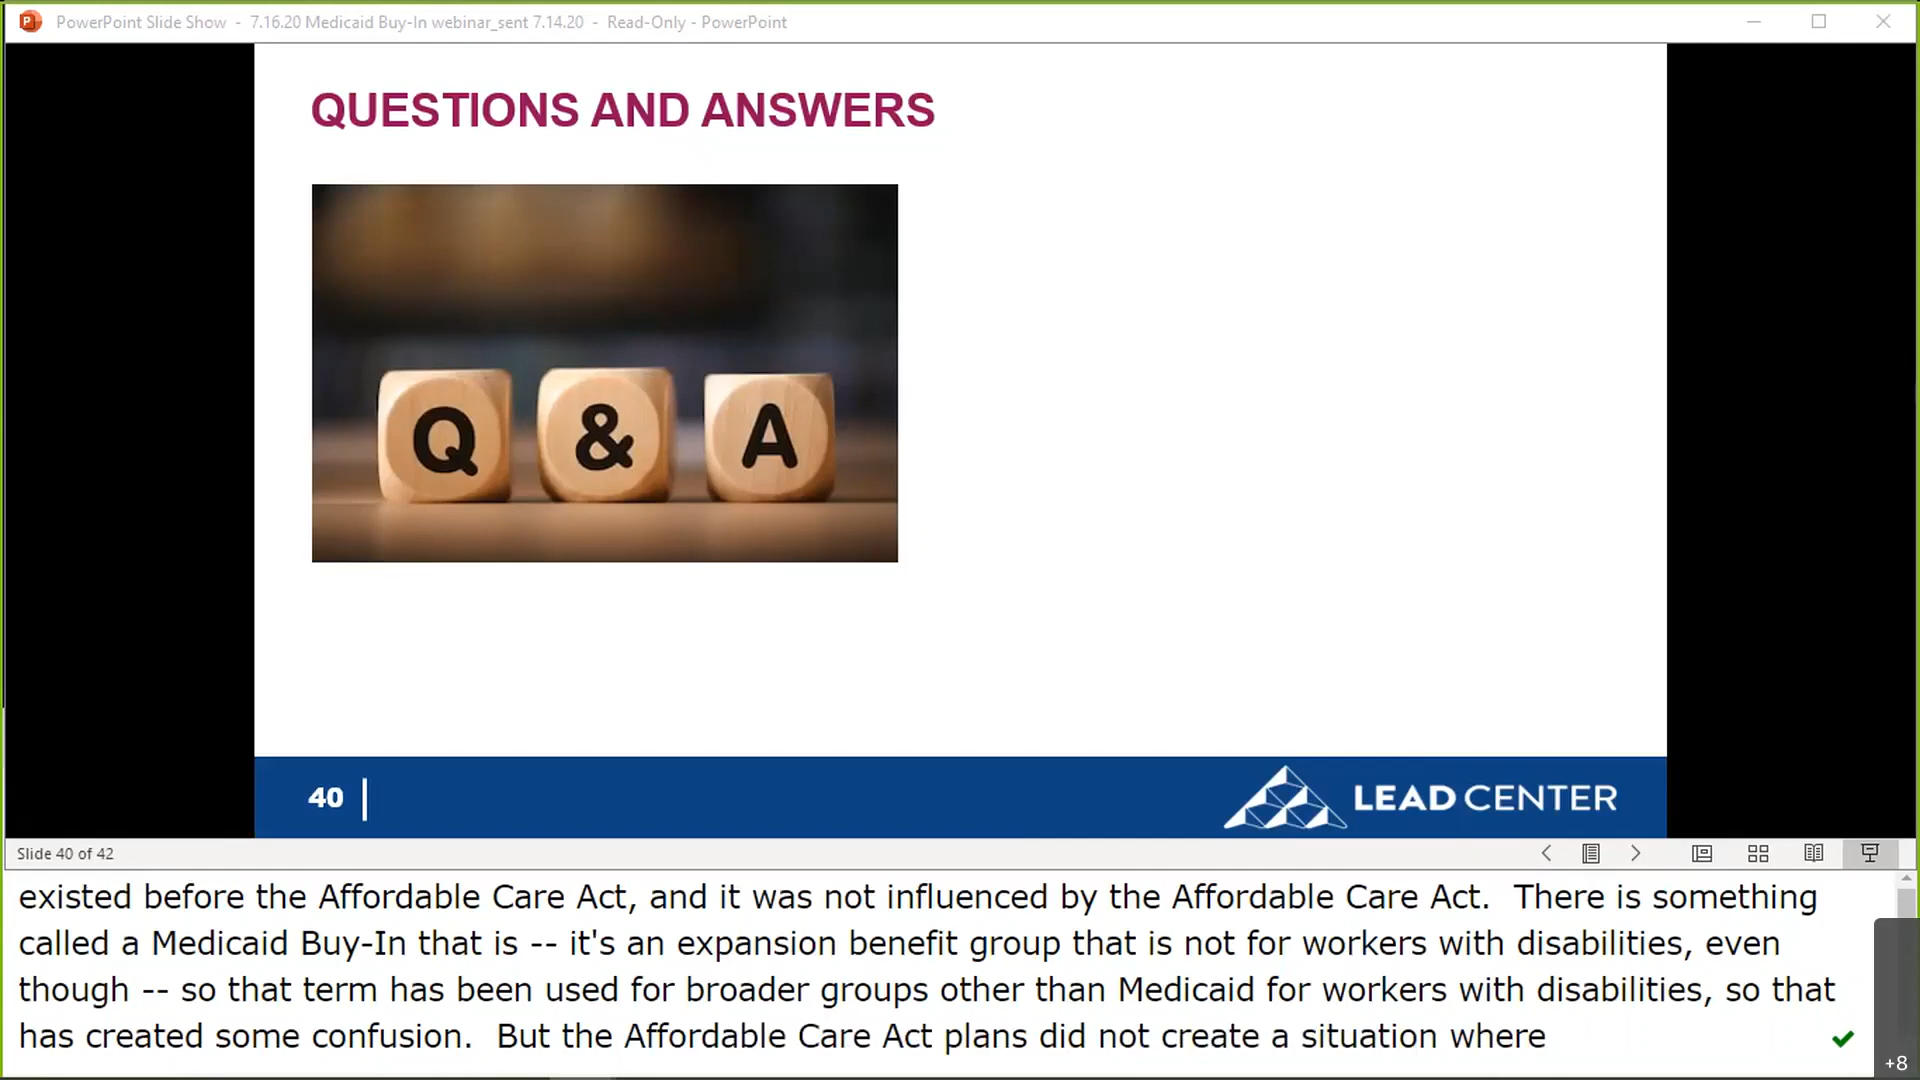 PowerPoint Slide Show - 7.16.20 Medicaid Buy-In webinar_sent 7.14.20 - Read-Only - PowerPoint
QUESTIONS AND ANSWERS
Q & A
40
LEAD CENTER
Slide 40 of 42
existed before the Affordable Care Act, and it was not influenced by the Affordable Care Act. There is something
called a Medicaid Buy-In that is -- it's an expansion benefit group that is not for workers with disabilities, even
though -- so that term has been used for broader groups other than Medicaid for workers with disabilities, so that
has created some confusion. But the Affordable Care Act plans did not create a situation where
+8